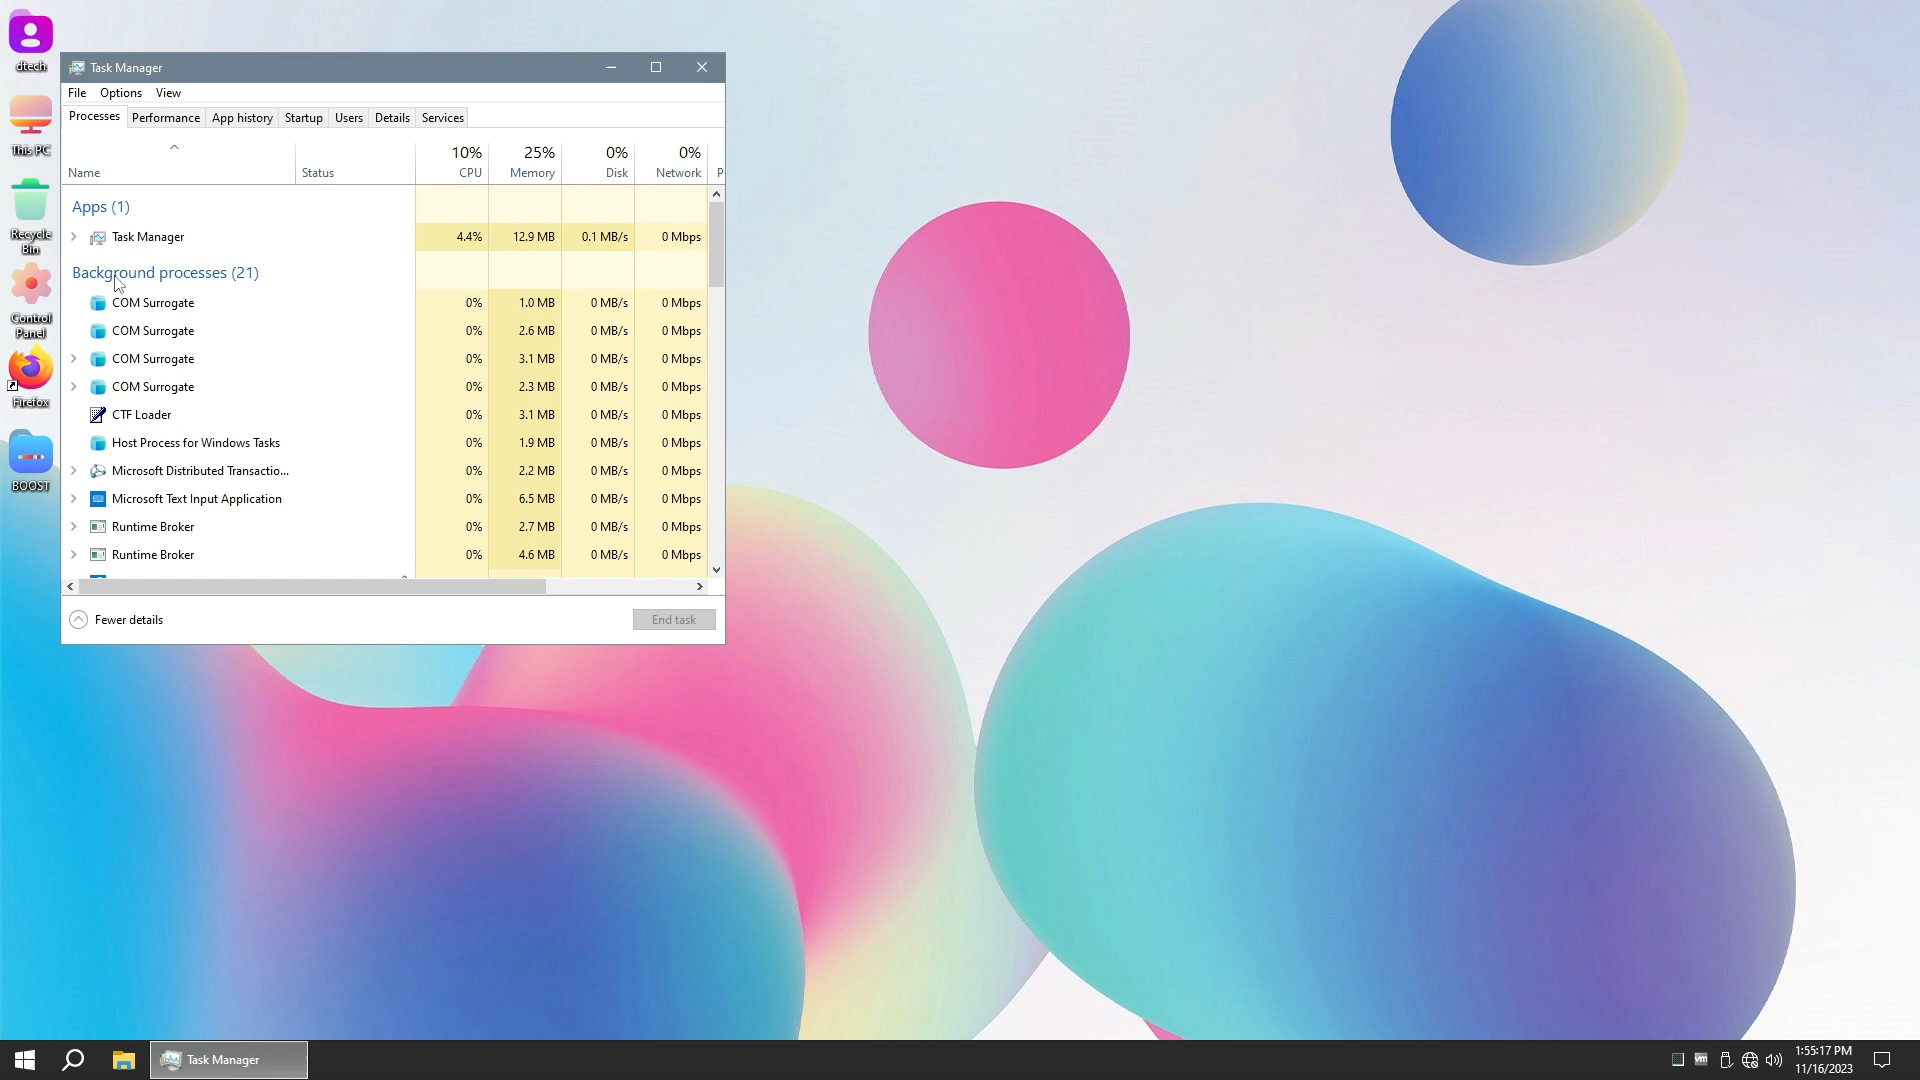 dtech
This PC
Recycle
Bin
Control
Panel
Firefox
BOOST
Task Manager
File Options View
Processes Performance App history Startup Users Details Services
10% 25% 0% 0%
Name Status CPU Memory Disk Network P
Apps (1)
Task Manager 4.4% 12.9 MB 0.1 MB/s 0 Mbps
Background processes (21)
COM Surrogate 0% 1.0 MB 0 MB/s 0 Mbps
COM Surrogate 0% 2.6 MB 0 MB/s 0 Mbps
COM Surrogate 0% 3.1 MB 0 MB/s 0 Mbps
COM Surrogate 0% 2.3 MB 0 MB/s 0 Mbps
CTF Loader 0% 3.1 MB 0 MB/s 0 Mbps
Host Process for Windows Tasks 0% 1.9 MB 0 MB/s 0 Mbps
Microsoft Distributed Transactio... 0% 2.2 MB 0 MB/s 0 Mbps
Microsoft Text Input Application 0% 6.5 MB 0 MB/s 0 Mbps
Runtime Broker 0% 2.7 MB 0 MB/s 0 Mbps
Runtime Broker 0% 4.6 MB 0 MB/s 0 Mbps
Fewer details End task
Task Manager
vm
1:55:17 PM
11/16/2023